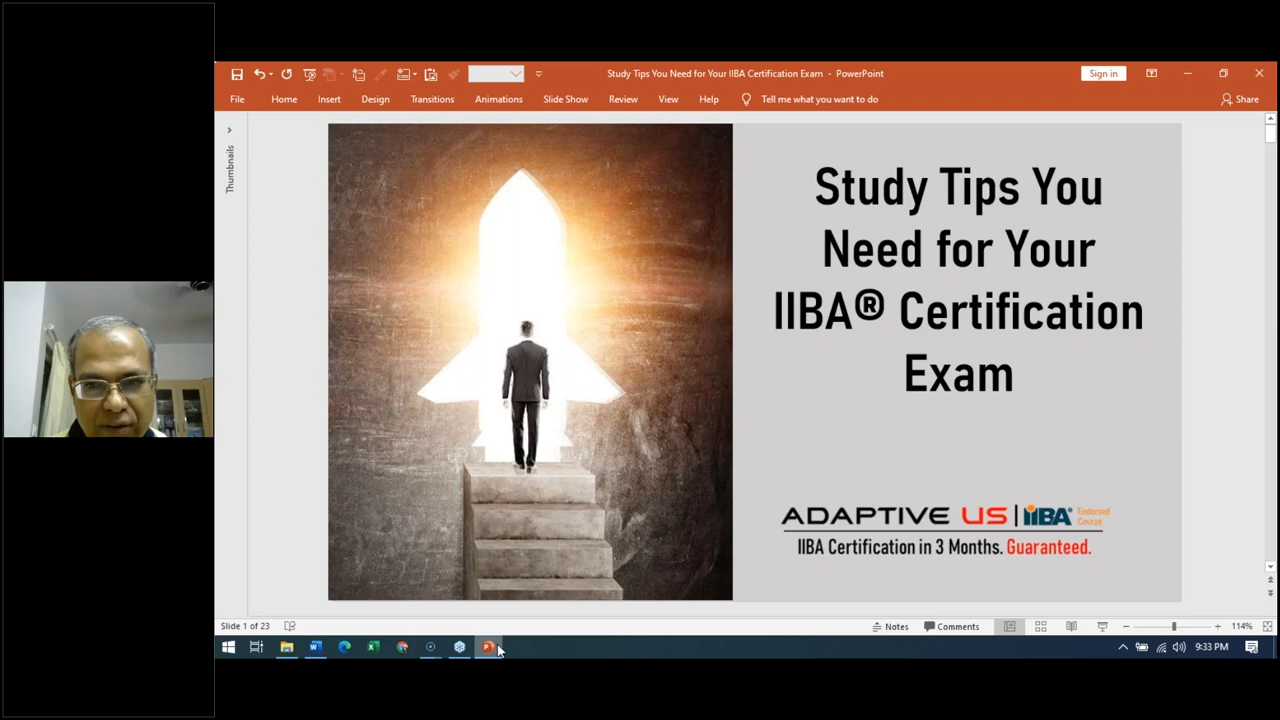 Study Tips You Need for Your IIBA Certification Exam - PowerPoint
Sign in
File Home Insert Design Transitions Animations Slide Show Review View Help Tell me what you want to do
Share
Thumbnails
Study Tips You
Need for Your
IIBA® Certification
Exam
ADAPTIVE US | IIBA® Endorsed
Course
IIBA Certification in 3 Months. Guaranteed.
Slide 1 of 23
Notes Comments
114%
9:33 PM